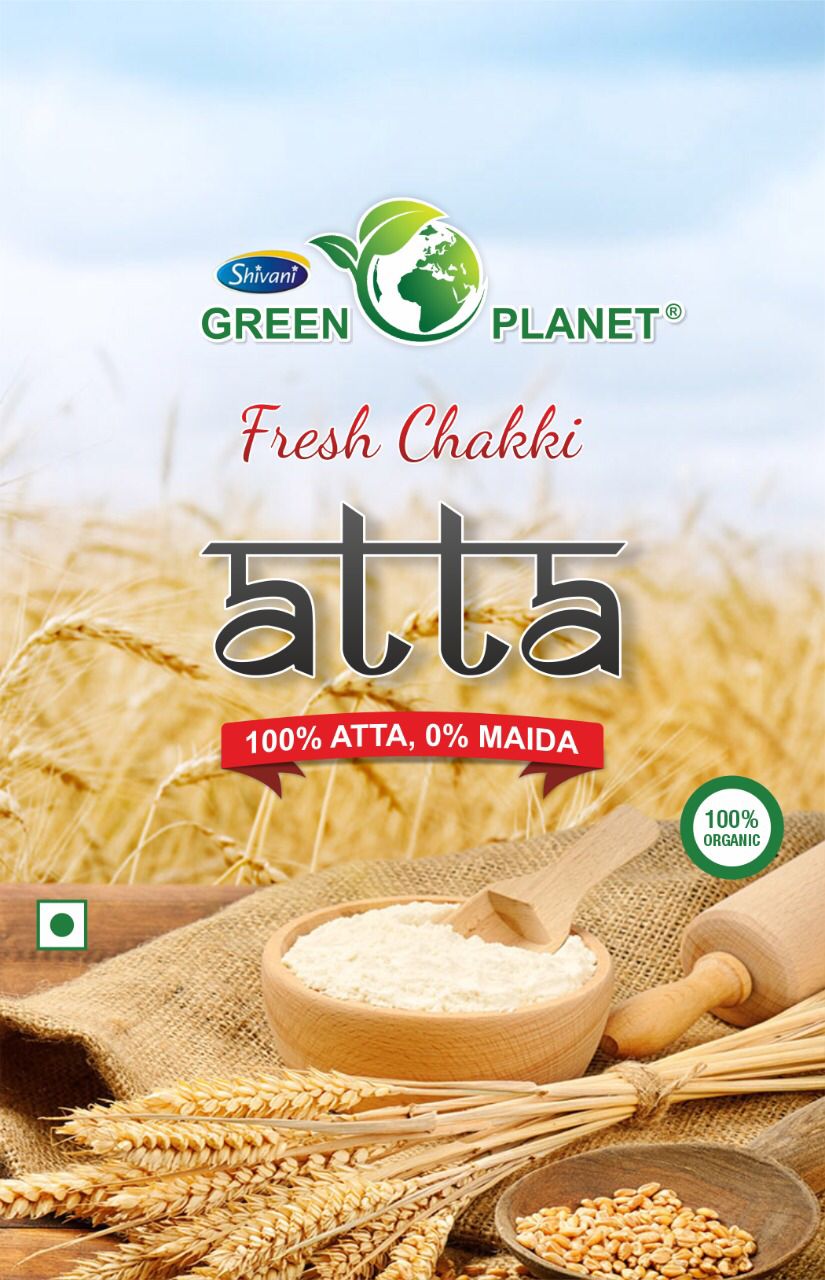 Shivani
GREEN PLANET®
Fresh Chakki
atta
100% ATTA, 0% MAIDA
100%
ORGANIC